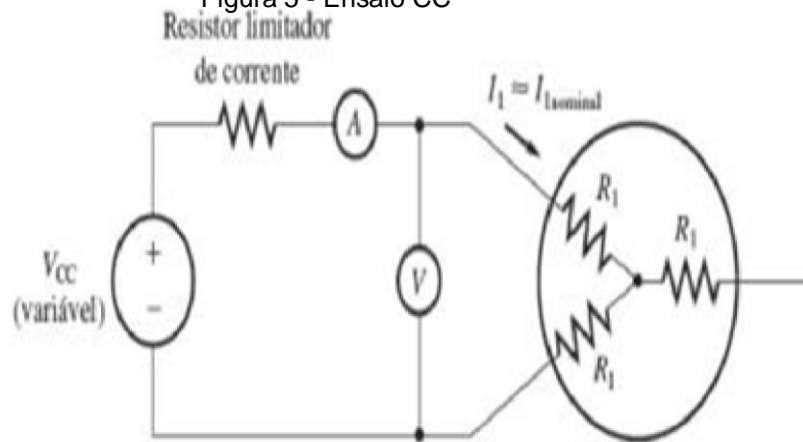 Figura 5 - Ensaio CC
Resistor limitador
de corrente
A
I₁ = I₁nominal
R₁
R₁
V_CC
(variável)
+
−
V
R₁